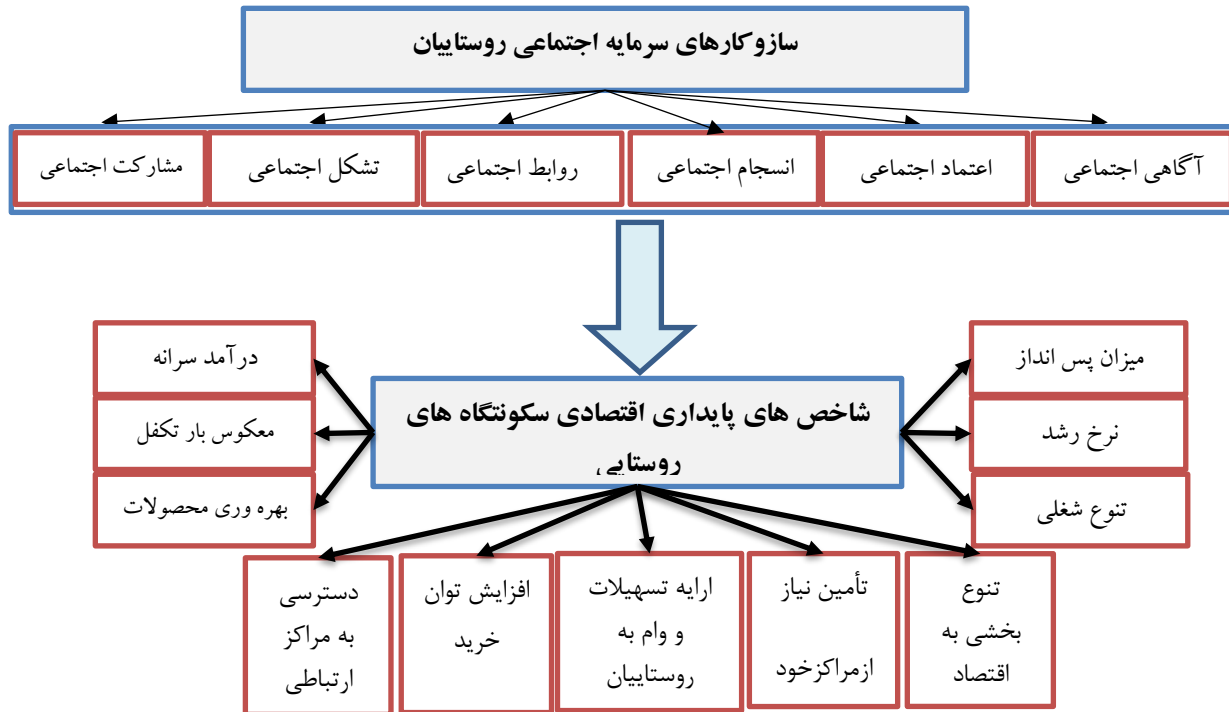 سازوکارهای سرمایه اجتماعی روستاییان
آگاهی اجتماعی
اعتماد اجتماعی
انسجام اجتماعی
روابط اجتماعی
تشکل اجتماعی
مشارکت اجتماعی
میزان پس انداز
درآمد سرانه
شاخص های پایداری اقتصادی سکونتگاه های
روستایی
نرخ رشد
معکوس بار تکفل
تنوع شغلی
بهره وری محصولات
تنوع
بخشی به
اقتصاد
تأمین نیاز
ازمراکزخود
ارایه تسهیلات
و وام به
روستاییان
افزایش توان
خرید
دسترسی
به مراکز
ارتباطی